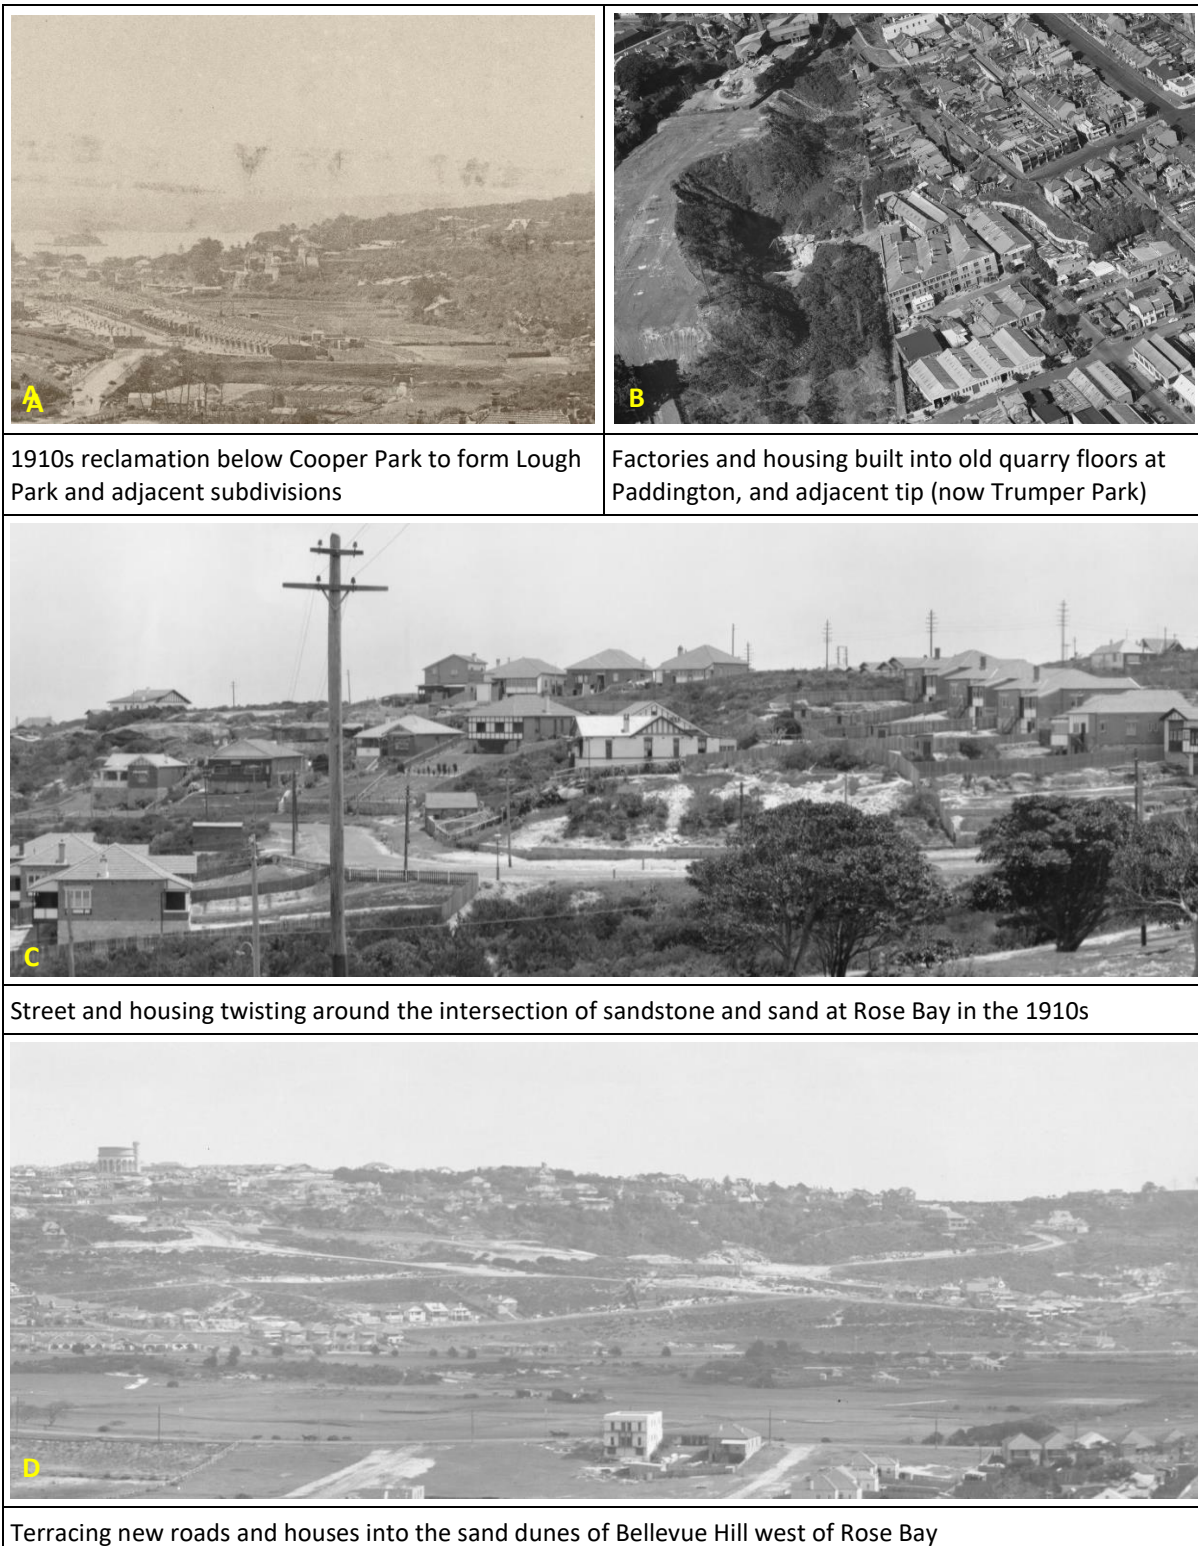 A
A
B
1910s reclamation below Cooper Park to form Lough
Park and adjacent subdivisions
Factories and housing built into old quarry floors at
Paddington, and adjacent tip (now Trumper Park)
C
Street and housing twisting around the intersection of sandstone and sand at Rose Bay in the 1910s
D
Terracing new roads and houses into the sand dunes of Bellevue Hill west of Rose Bay